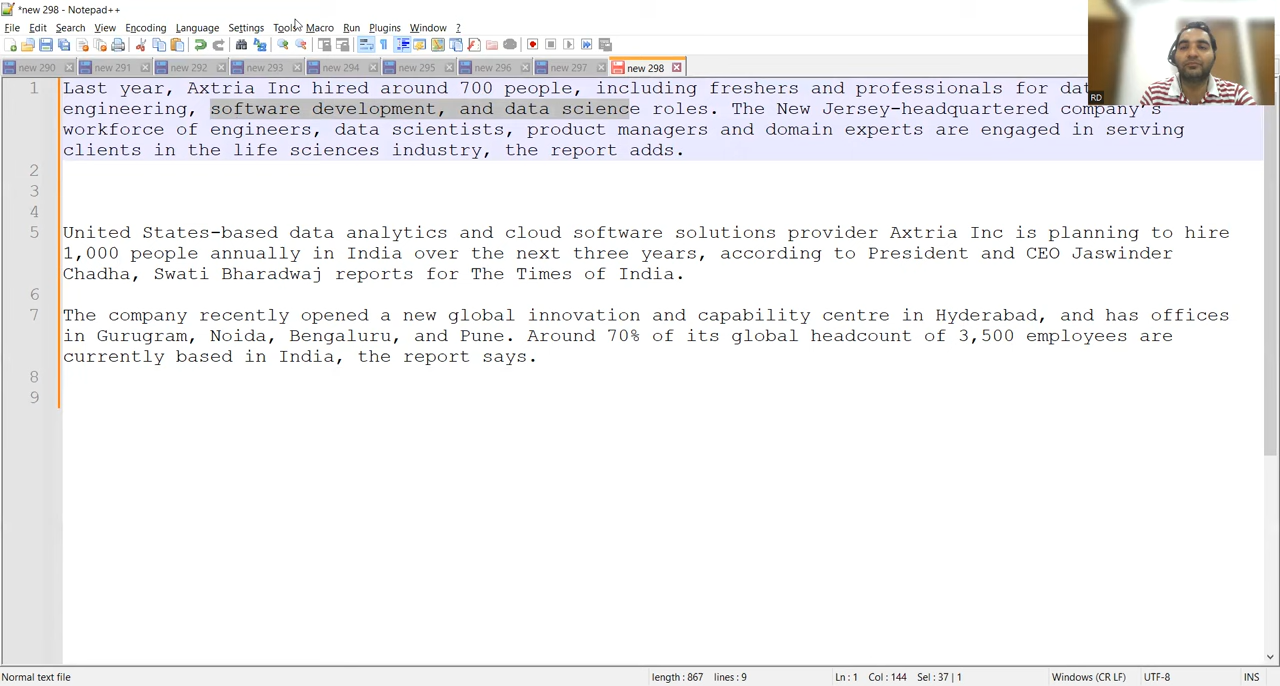 *new 298 - Notepad++
File Edit Search View Encoding Language Settings Tools Macro Run Plugins Window ?
new 290 new 291 new 292 new 293 new 294 new 295 new 296 new 297 new 298
1 Last year, Axtria Inc hired around 700 people, including freshers and professionals for
engineering, software development, and data science roles. The New Jersey-headquartered company's
workforce of engineers, data scientists, product managers and domain experts are engaged in serving
clients in the life sciences industry, the report adds.
2
3
4
5 United States-based data analytics and cloud software solutions provider Axtria Inc is planning to hire
1,000 people annually in India over the next three years, according to President and CEO Jaswinder
Chadha, Swati Bharadwaj reports for The Times of India.
6
7 The company recently opened a new global innovation and capability centre in Hyderabad, and has offices
in Gurugram, Noida, Bengaluru, and Pune. Around 70% of its global headcount of 3,500 employees are
currently based in India, the report says.
8
9
RD
Normal text file length : 867 lines : 9 Ln : 1 Col : 144 Sel : 37 | 1 Windows (CR LF) UTF-8 INS